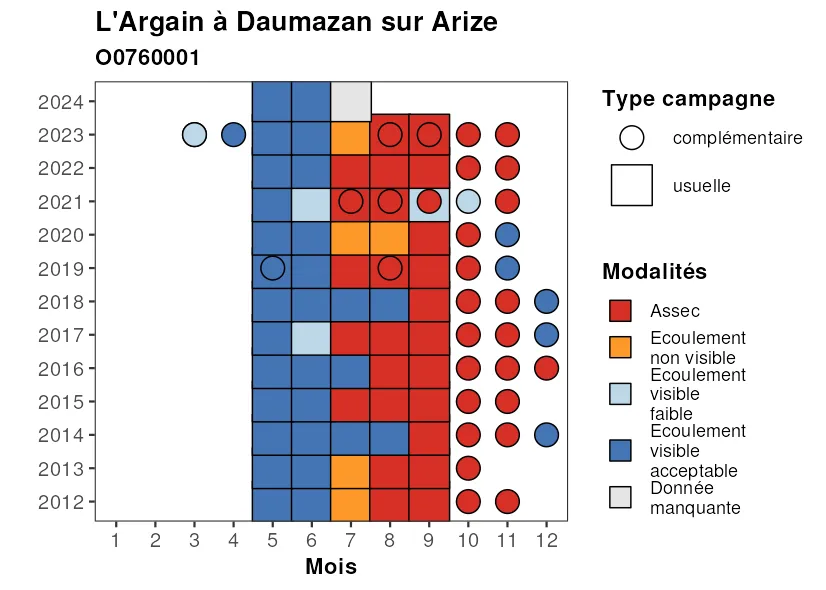 L'Argain à Daumazan sur Arize
O0760001
2024
2023
2022
2021
2020
2019
2018
2017
2016
2015
2014
2013
2012
1 2 3 4 5 6 7 8 9 10 11 12
Mois
Type campagne
complémentaire
usuelle
Modalités
Assec
Ecoulement
non visible
Ecoulement
visible
faible
Ecoulement
visible
acceptable
Donnée
manquante